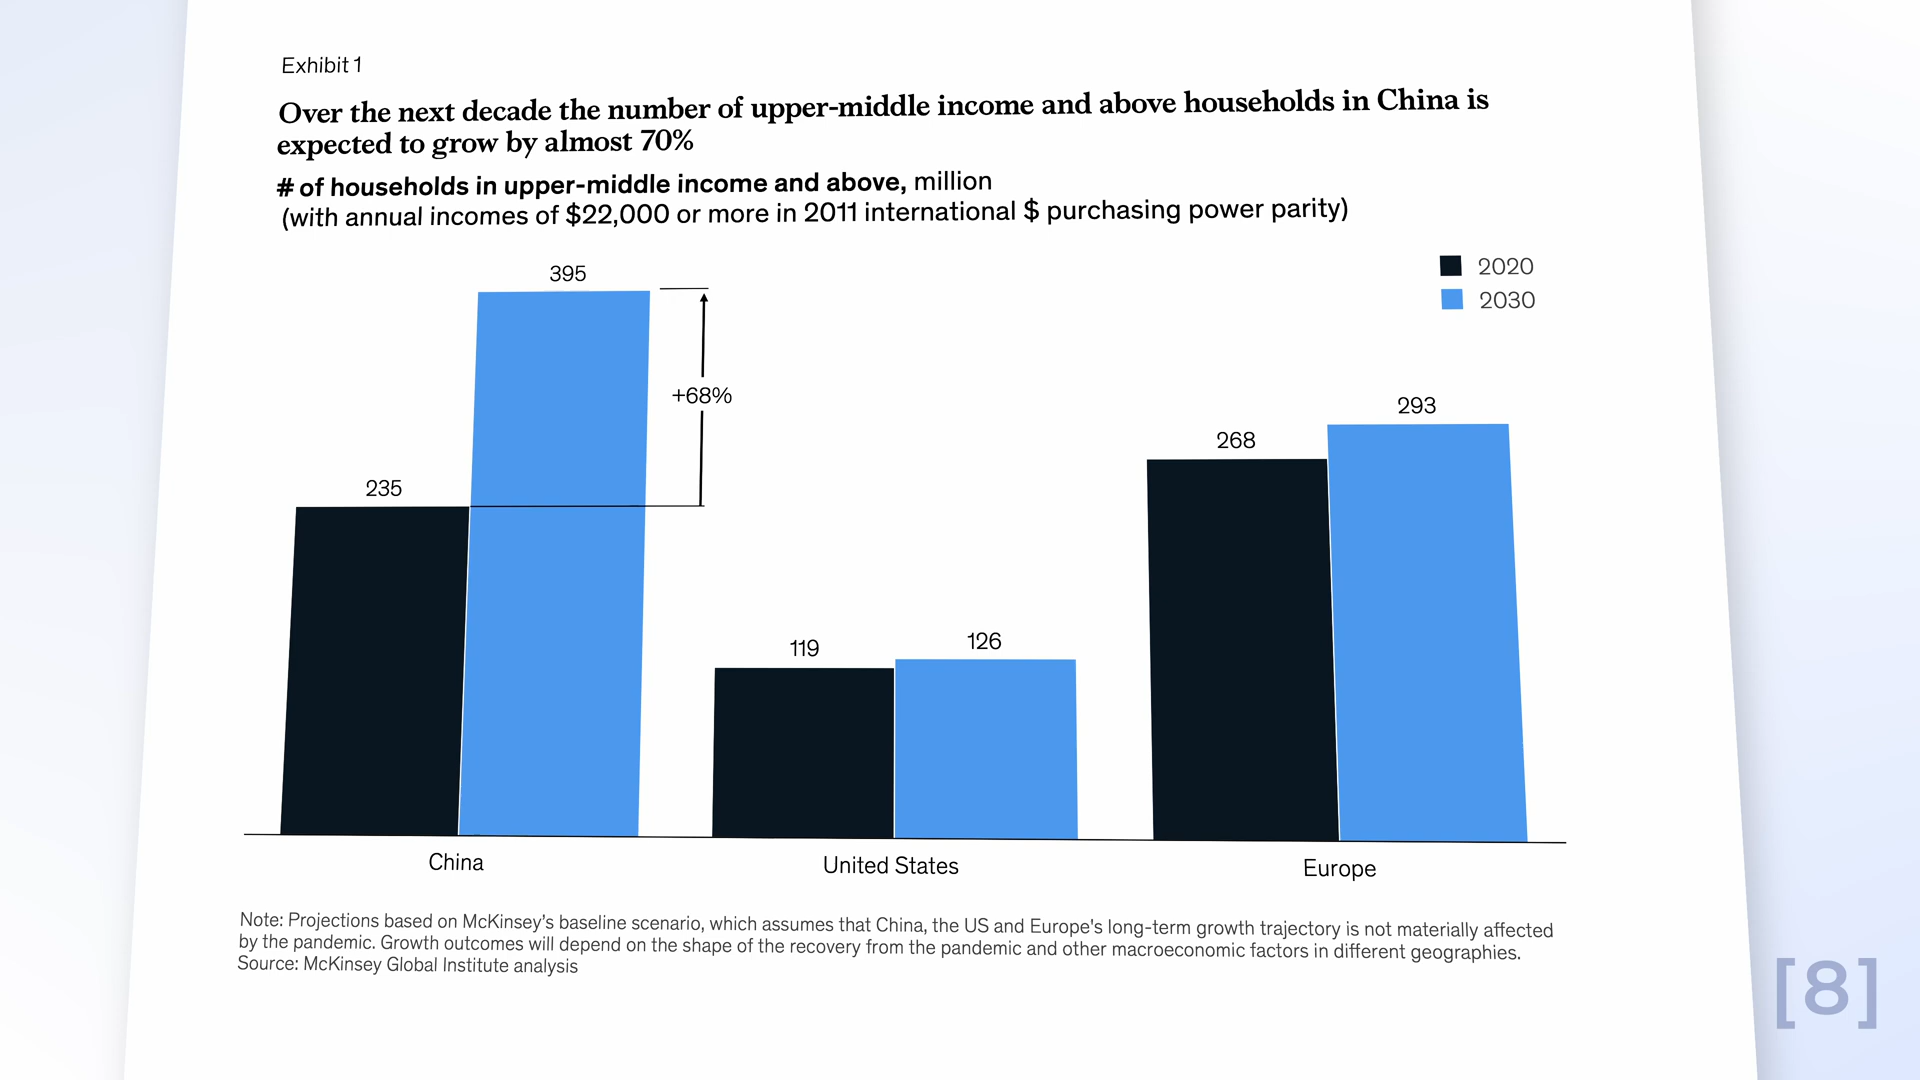 Exhibit 1
Over the next decade the number of upper-middle income and above households in China is
expected to grow by almost 70%
# of households in upper-middle income and above, million
(with annual incomes of $22,000 or more in 2011 international $ purchasing power parity)
2020
2030
395
+68%
235
119
126
268
293
China
United States
Europe
Note: Projections based on McKinsey's baseline scenario, which assumes that China, the US and Europe's long-term growth trajectory is not materially affected
by the pandemic. Growth outcomes will depend on the shape of the recovery from the pandemic and other macroeconomic factors in different geographies.
Source: McKinsey Global Institute analysis
[8]